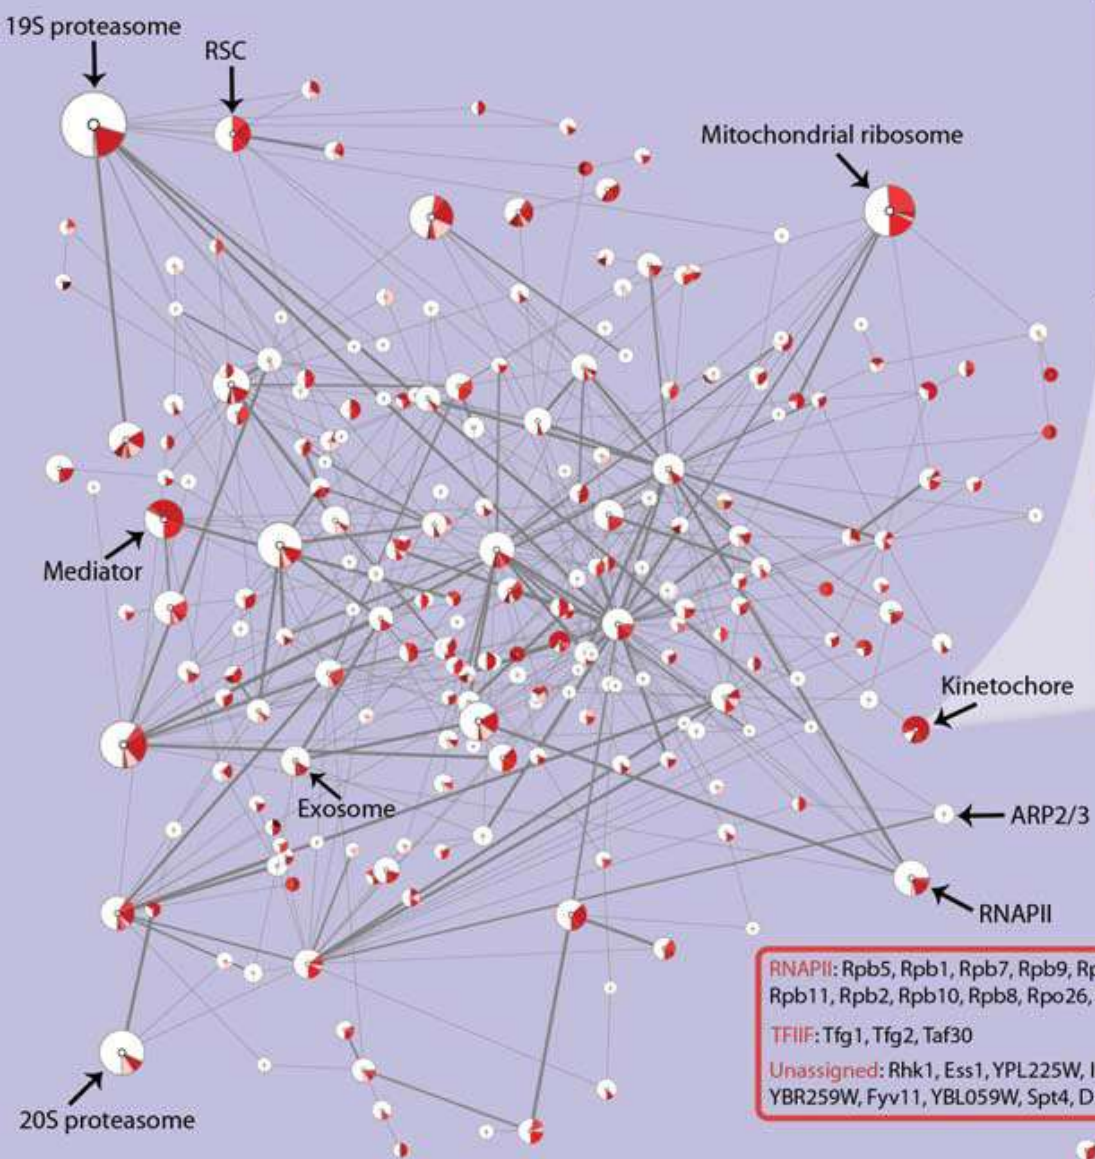 19S proteasome
RSC
Mitochondrial ribosome
Mediator
Kinetochore
Exosome
ARP2/3
RNAPII
RNAPII: Rpb5, Rpb1, Rpb7, Rpb9, Rp
Rpb11, Rpb2, Rpb10, Rpb8, Rpo26,
TFIIF: Tfg1, Tfg2, Taf30
Unassigned: Rhk1, Ess1, YPL225W, I
YBR259W, Fyv11, YBL059W, Spt4, D
20S proteasome